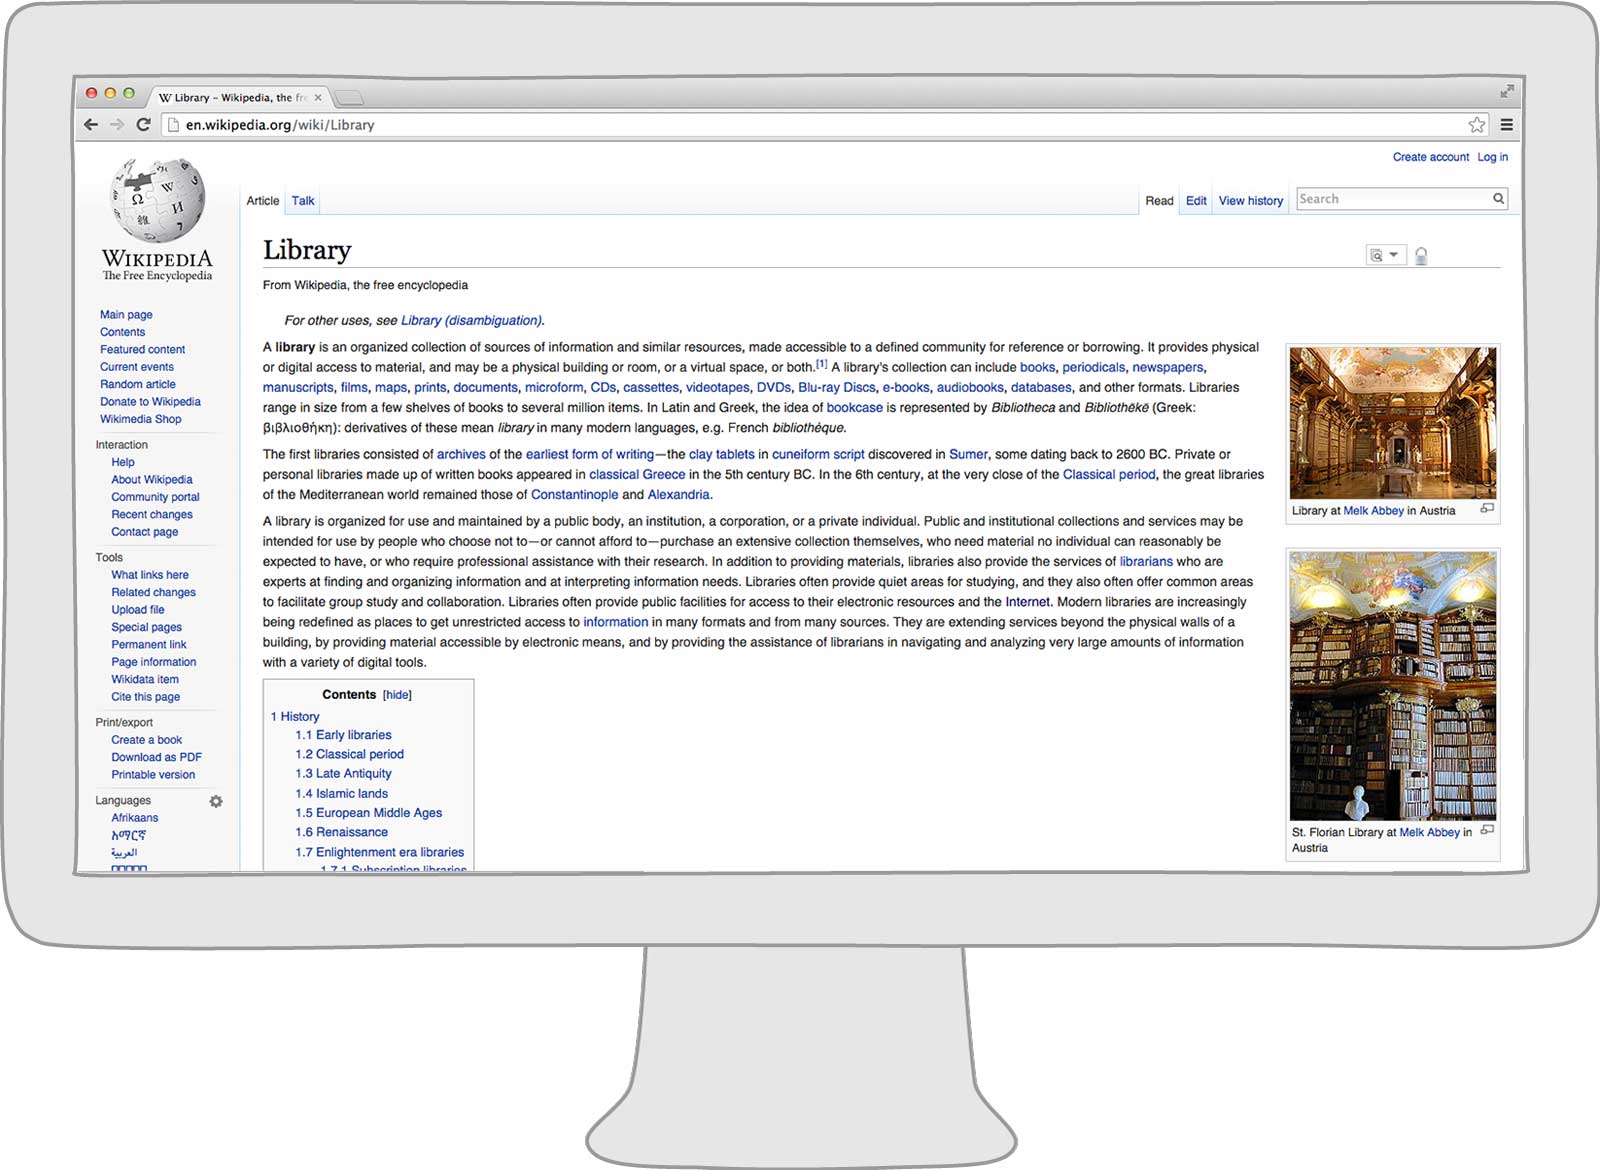 Library – Wikipedia, the fr
en.wikipedia.org/wiki/Library
Create account Log in
WIKIPEDIA
The Free Encyclopedia
Main page
Contents
Featured content
Current events
Random article
Donate to Wikipedia
Wikimedia Shop
Interaction
Help
About Wikipedia
Community portal
Recent changes
Contact page
Tools
What links here
Related changes
Upload file
Special pages
Permanent link
Page information
Wikidata item
Cite this page
Print/export
Create a book
Download as PDF
Printable version
Languages
Afrikaans
አማርኛ
العربية
Article Talk
Read Edit View history Search
Library
From Wikipedia, the free encyclopedia
For other uses, see Library (disambiguation).
A library is an organized collection of sources of information and similar resources, made accessible to a defined community for reference or borrowing. It provides physical
or digital access to material, and may be a physical building or room, or a virtual space, or both.[1] A library's collection can include books, periodicals, newspapers,
manuscripts, films, maps, prints, documents, microform, CDs, cassettes, videotapes, DVDs, Blu-ray Discs, e-books, audiobooks, databases, and other formats. Libraries
range in size from a few shelves of books to several million items. In Latin and Greek, the idea of bookcase is represented by Bibliotheca and Bibliothēkē (Greek:
βιβλιοθήκη): derivatives of these mean library in many modern languages, e.g. French bibliothèque.
The first libraries consisted of archives of the earliest form of writing—the clay tablets in cuneiform script discovered in Sumer, some dating back to 2600 BC. Private or
personal libraries made up of written books appeared in classical Greece in the 5th century BC. In the 6th century, at the very close of the Classical period, the great libraries
of the Mediterranean world remained those of Constantinople and Alexandria.
A library is organized for use and maintained by a public body, an institution, a corporation, or a private individual. Public and institutional collections and services may be
intended for use by people who choose not to—or cannot afford to—purchase an extensive collection themselves, who need material no individual can reasonably be
expected to have, or who require professional assistance with their research. In addition to providing materials, libraries also provide the services of librarians who are
experts at finding and organizing information and at interpreting information needs. Libraries often provide quiet areas for studying, and they also often offer common areas
to facilitate group study and collaboration. Libraries often provide public facilities for access to their electronic resources and the Internet. Modern libraries are increasingly
being redefined as places to get unrestricted access to information in many formats and from many sources. They are extending services beyond the physical walls of a
building, by providing material accessible by electronic means, and by providing the assistance of librarians in navigating and analyzing very large amounts of information
with a variety of digital tools.
Contents [hide]
1 History
1.1 Early libraries
1.2 Classical period
1.3 Late Antiquity
1.4 Islamic lands
1.5 European Middle Ages
1.6 Renaissance
1.7 Enlightenment era libraries
1.7.1 Subscription libraries
Library at Melk Abbey in Austria
St. Florian Library at Melk Abbey in
Austria